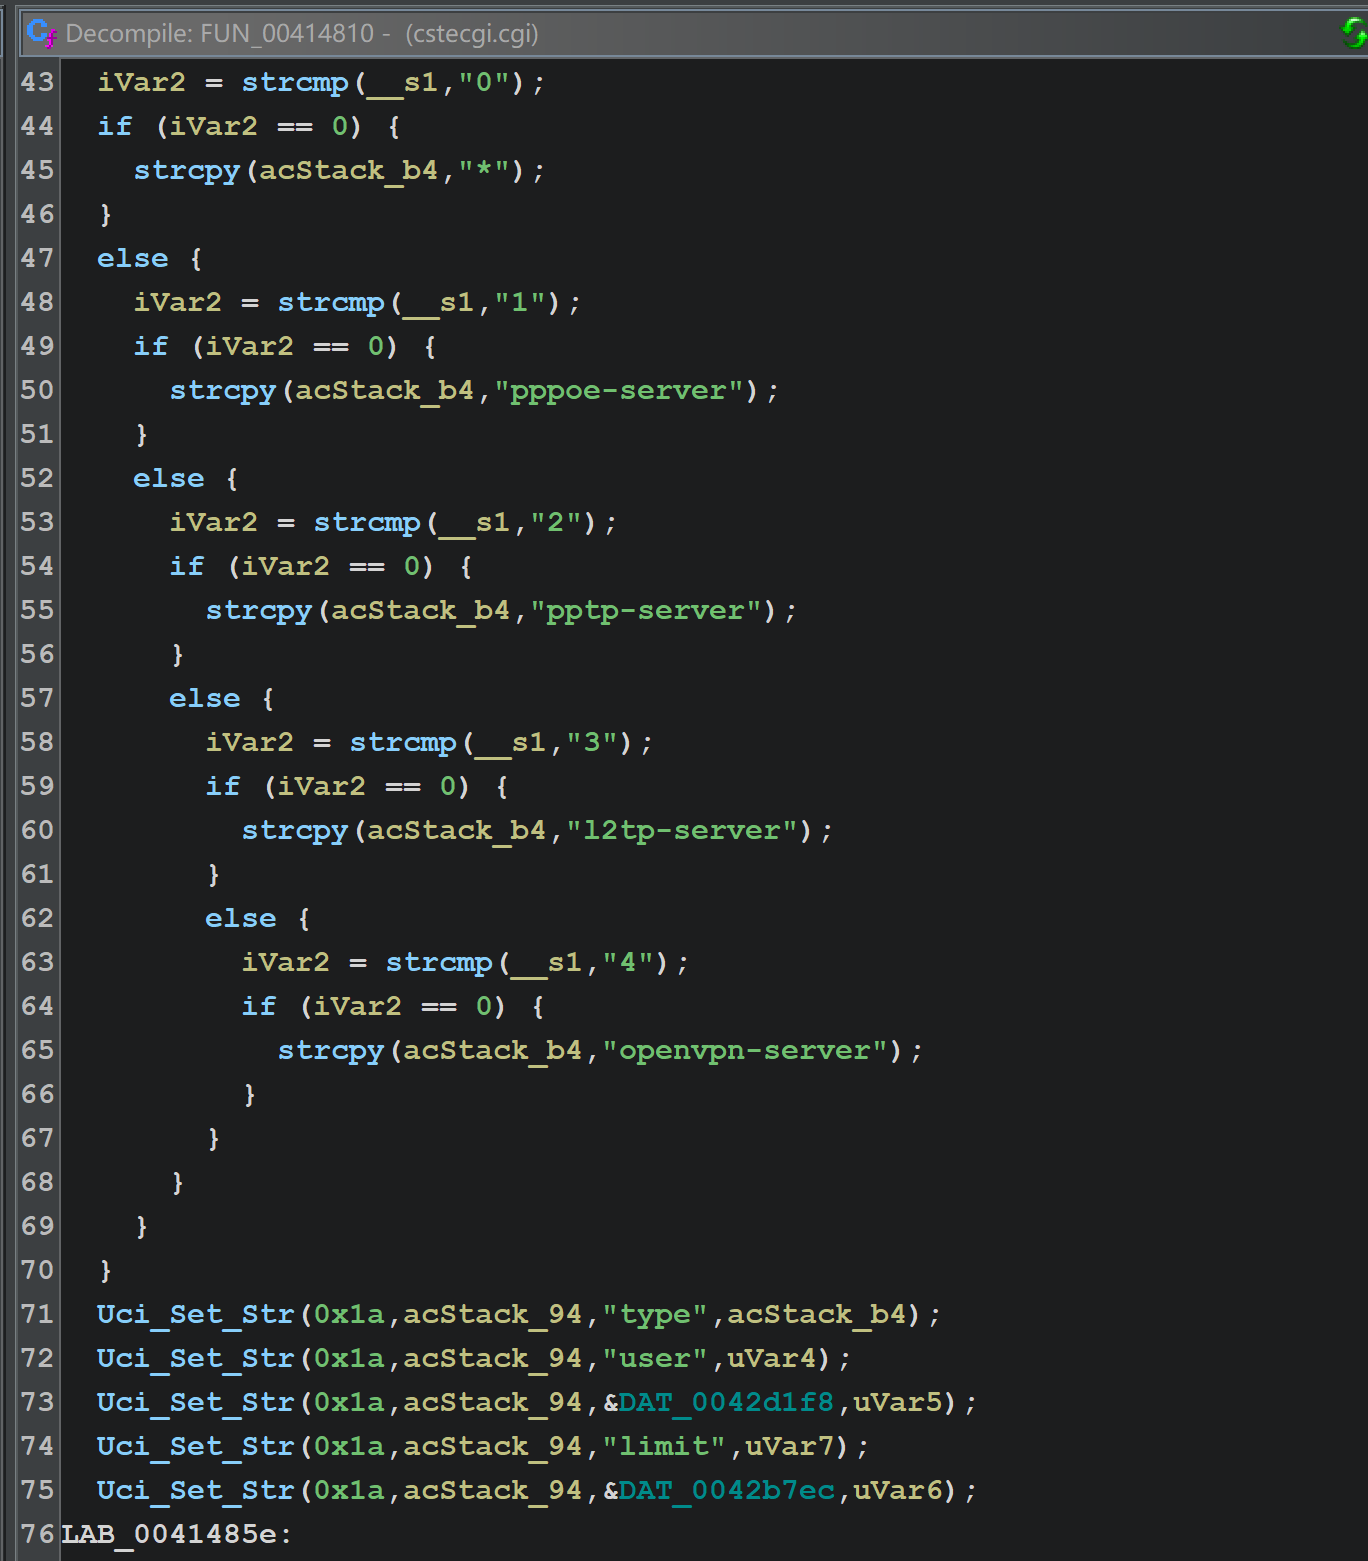 Decompile: FUN_00414810 - (cstecgi.cgi)
43   iVar2 = strcmp(__s1,"0");
44   if (iVar2 == 0) {
45     strcpy(acStack_b4,"*");
46   }
47   else {
48     iVar2 = strcmp(__s1,"1");
49     if (iVar2 == 0) {
50       strcpy(acStack_b4,"pppoe-server");
51     }
52     else {
53       iVar2 = strcmp(__s1,"2");
54       if (iVar2 == 0) {
55         strcpy(acStack_b4,"pptp-server");
56       }
57       else {
58         iVar2 = strcmp(__s1,"3");
59         if (iVar2 == 0) {
60           strcpy(acStack_b4,"l2tp-server");
61         }
62         else {
63           iVar2 = strcmp(__s1,"4");
64           if (iVar2 == 0) {
65             strcpy(acStack_b4,"openvpn-server");
66           }
67         }
68       }
69     }
70   }
71   Uci_Set_Str(0x1a,acStack_94,"type",acStack_b4);
72   Uci_Set_Str(0x1a,acStack_94,"user",uVar4);
73   Uci_Set_Str(0x1a,acStack_94,&DAT_0042d1f8,uVar5);
74   Uci_Set_Str(0x1a,acStack_94,"limit",uVar7);
75   Uci_Set_Str(0x1a,acStack_94,&DAT_0042b7ec,uVar6);
76 LAB_0041485e: